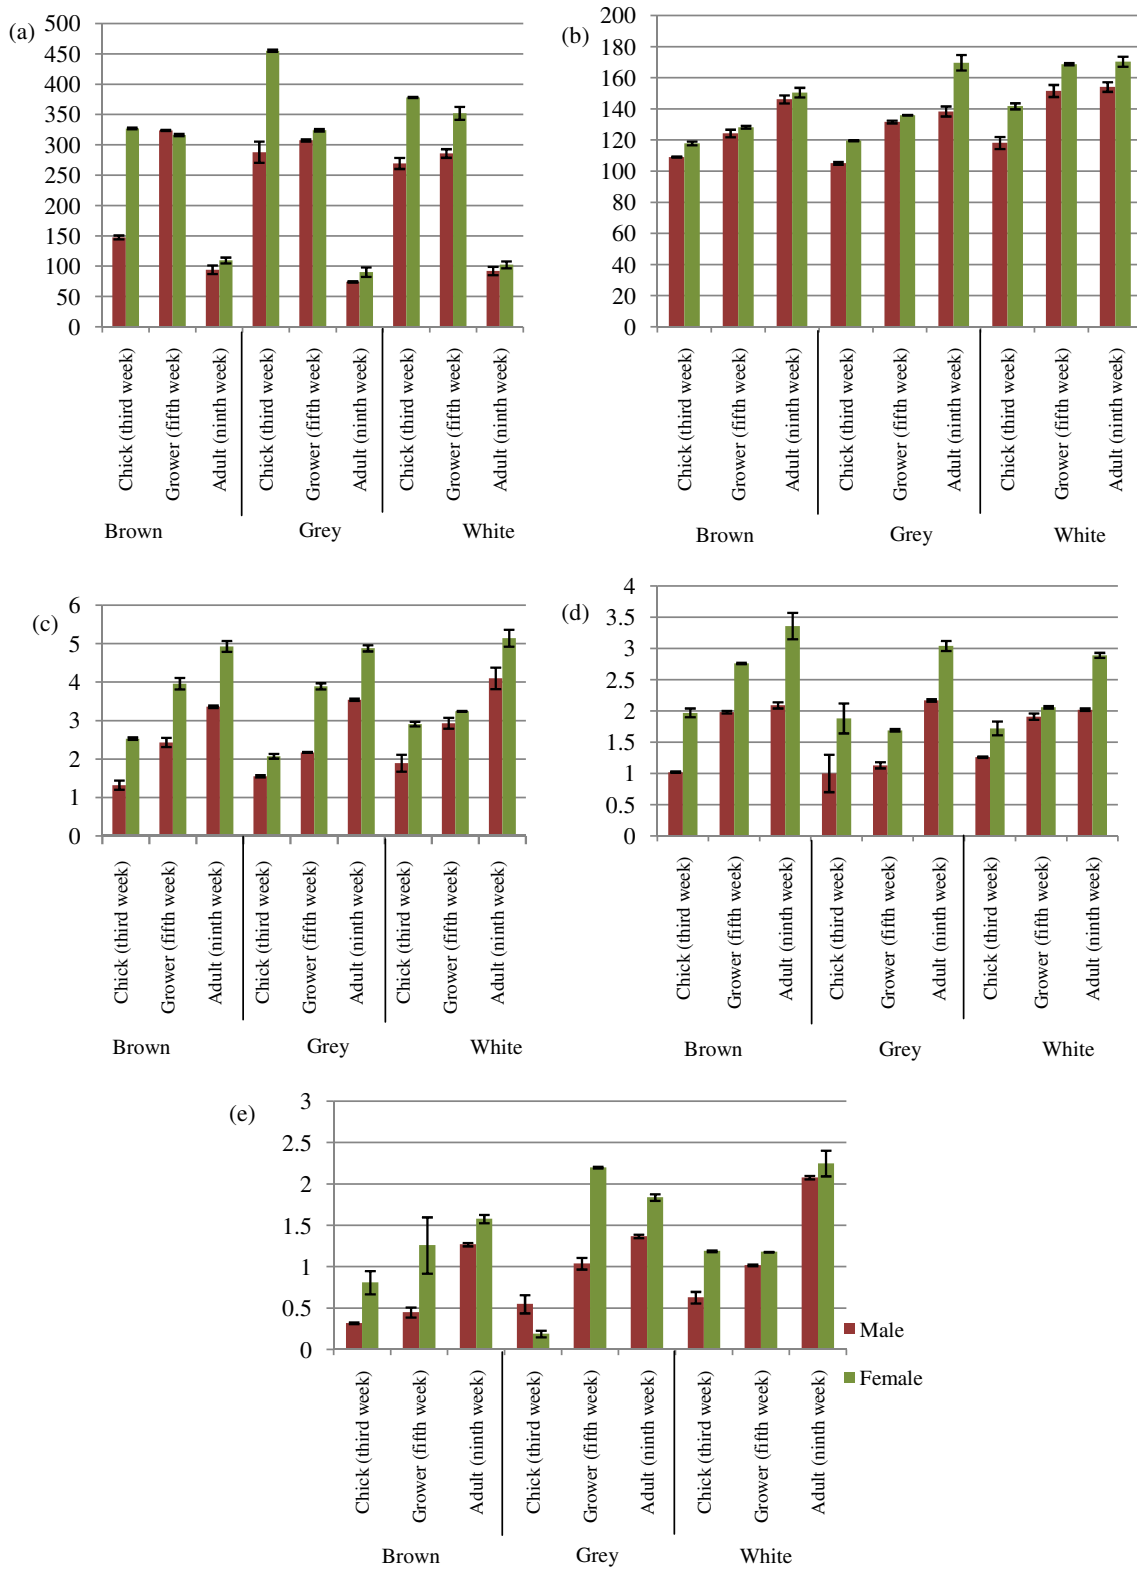 (a)
500
450
400
350
300
250
200
150
100
50
0
Chick (third week)
Grower (fifth week)
Adult (ninth week)
Chick (third week)
Grower (fifth week)
Adult (ninth week)
Chick (third week)
Grower (fifth week)
Adult (ninth week)
Brown Grey White
(b)
200
180
160
140
120
100
80
60
40
20
0
Chick (third week)
Grower (fifth week)
Adult (ninth week)
Chick (third week)
Grower (fifth week)
Adult (ninth week)
Chick (third week)
Grower (fifth week)
Adult (ninth week)
Brown Grey White
(c)
6
5
4
3
2
1
0
Chick (third week)
Grower (fifth week)
Adult (ninth week)
Chick (third week)
Grower (fifth week)
Adult (ninth week)
Chick (third week)
Grower (fifth week)
Adult (ninth week)
Brown Grey White
(d)
4
3.5
3
2.5
2
1.5
1
0.5
0
Chick (third week)
Grower (fifth week)
Adult (ninth week)
Chick (third week)
Grower (fifth week)
Adult (ninth week)
Chick (third week)
Grower (fifth week)
Adult (ninth week)
Brown Grey White
(e)
3
2.5
2
1.5
1
0.5
0
Chick (third week)
Grower (fifth week)
Adult (ninth week)
Chick (third week)
Grower (fifth week)
Adult (ninth week)
Chick (third week)
Grower (fifth week)
Adult (ninth week)
Brown Grey White
Male
Female